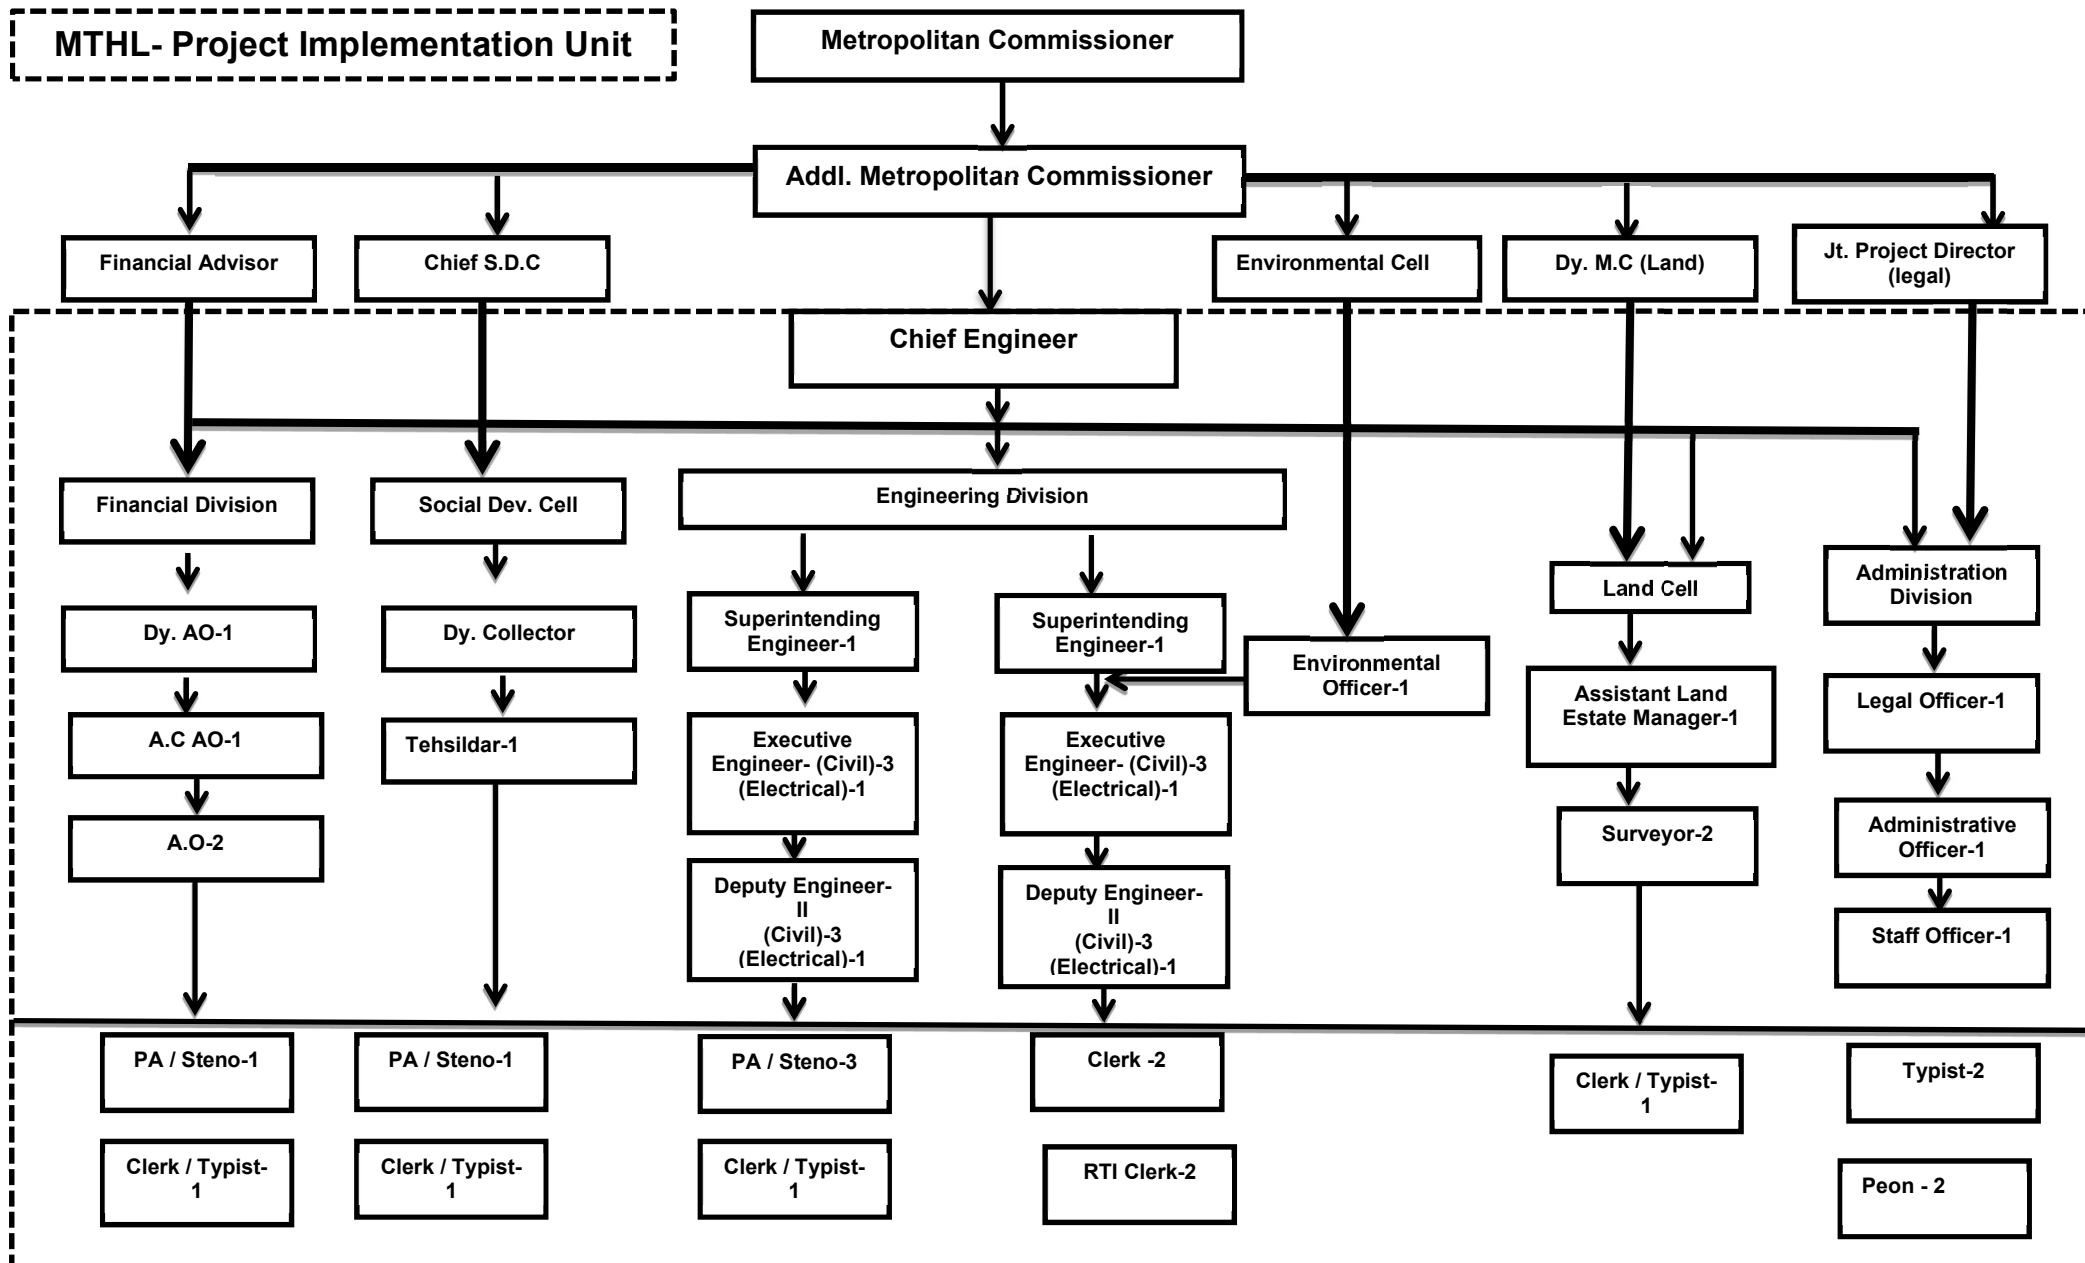 MTHL- Project Implementation Unit
Metropolitan Commissioner
Addl. Metropolitan Commissioner
Financial Advisor
Chief S.D.C
Environmental Cell
Dy. M.C (Land)
Jt. Project Director
(legal)
Chief Engineer
Financial Division
Social Dev. Cell
Engineering Division
Land Cell
Administration
Division
Dy. AO-1
Dy. Collector
Superintending
Engineer-1
Superintending
Engineer-1
Environmental
Officer-1
Assistant Land
Estate Manager-1
Legal Officer-1
A.C AO-1
Tehsildar-1
Executive
Engineer- (Civil)-3
(Electrical)-1
Executive
Engineer- (Civil)-3
(Electrical)-1
A.O-2
Surveyor-2
Administrative
Officer-1
Deputy Engineer-
II
(Civil)-3
(Electrical)-1
Deputy Engineer-
II
(Civil)-3
(Electrical)-1
Staff Officer-1
PA / Steno-1
PA / Steno-1
PA / Steno-3
Clerk -2
Clerk / Typist-
1
Typist-2
Clerk / Typist-
1
Clerk / Typist-
1
Clerk / Typist-
1
RTI Clerk-2
Peon - 2